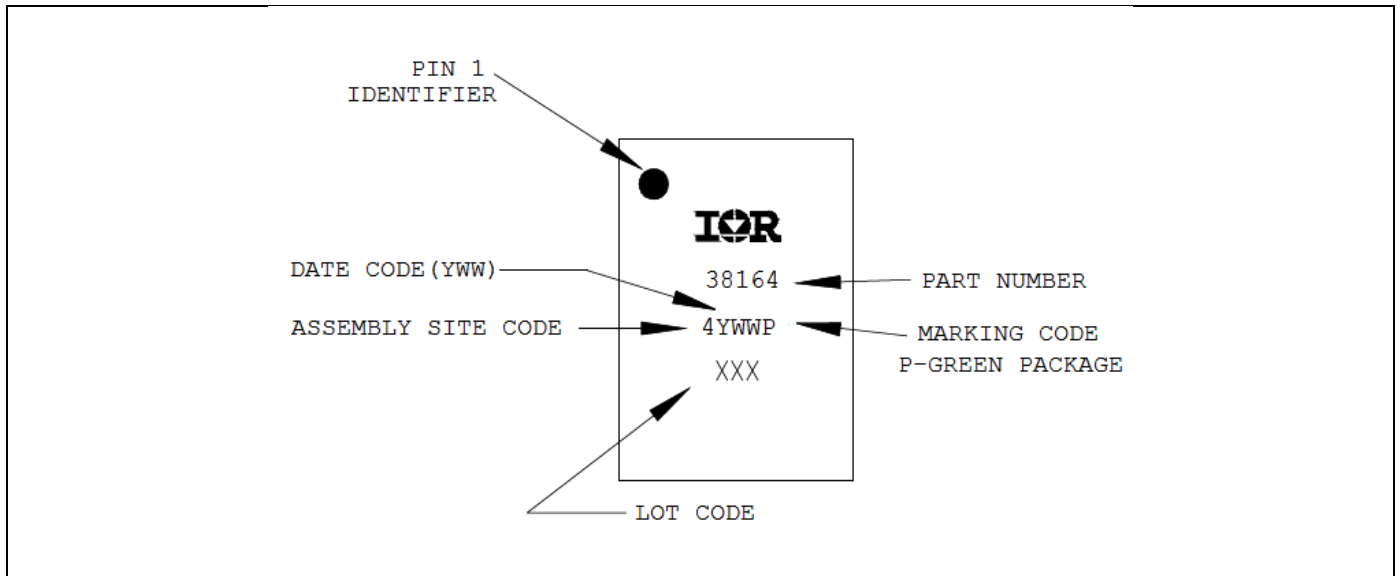 PIN 1
IDENTIFIER
IOR
DATE CODE(YWW)
38164
PART NUMBER
ASSEMBLY SITE CODE
4YWWP
MARKING CODE
P-GREEN PACKAGE
XXX
LOT CODE